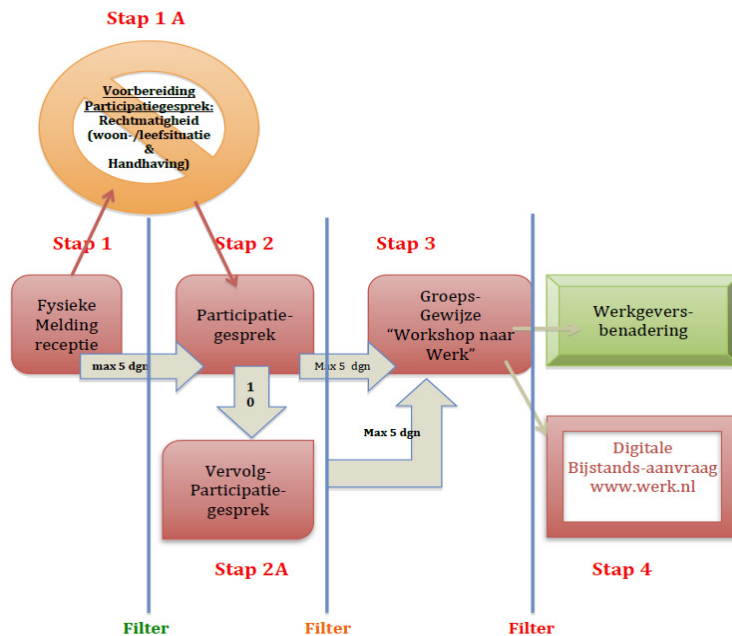 Stap 1 A
Voorbereiding
Participatiegesprek:
Rechtmatigheid
(woon-/leefsituatie
&
Handhaving)
Stap 1
Stap 2
Stap 3
Fysieke
Melding
receptie
Participatie-
gesprek
Groeps-
Gewijze
“Workshop naar
Werk”
Werkgevers-
benadering
max 5 dgn
Max 5 dgn
1
0
Max 5 dgn
Vervolg-
Participatie-
gesprek
Digitale
Bijstands-aanvraag
www.werk.nl
Stap 2A
Stap 4
Filter
Filter
Filter